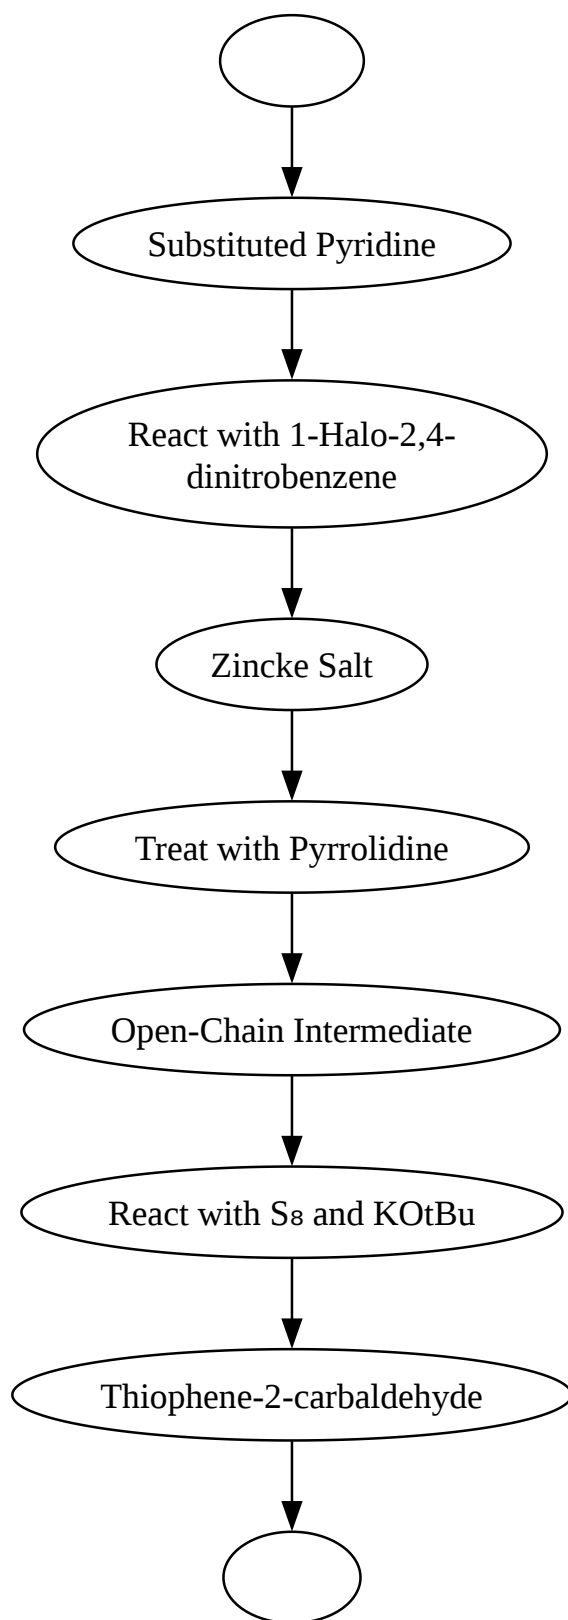 Substituted Pyridine
React with 1-Halo-2,4-
dinitrobenzene
Zincke Salt
Treat with Pyrrolidine
Open-Chain Intermediate
React with S₈ and KOtBu
Thiophene-2-carbaldehyde